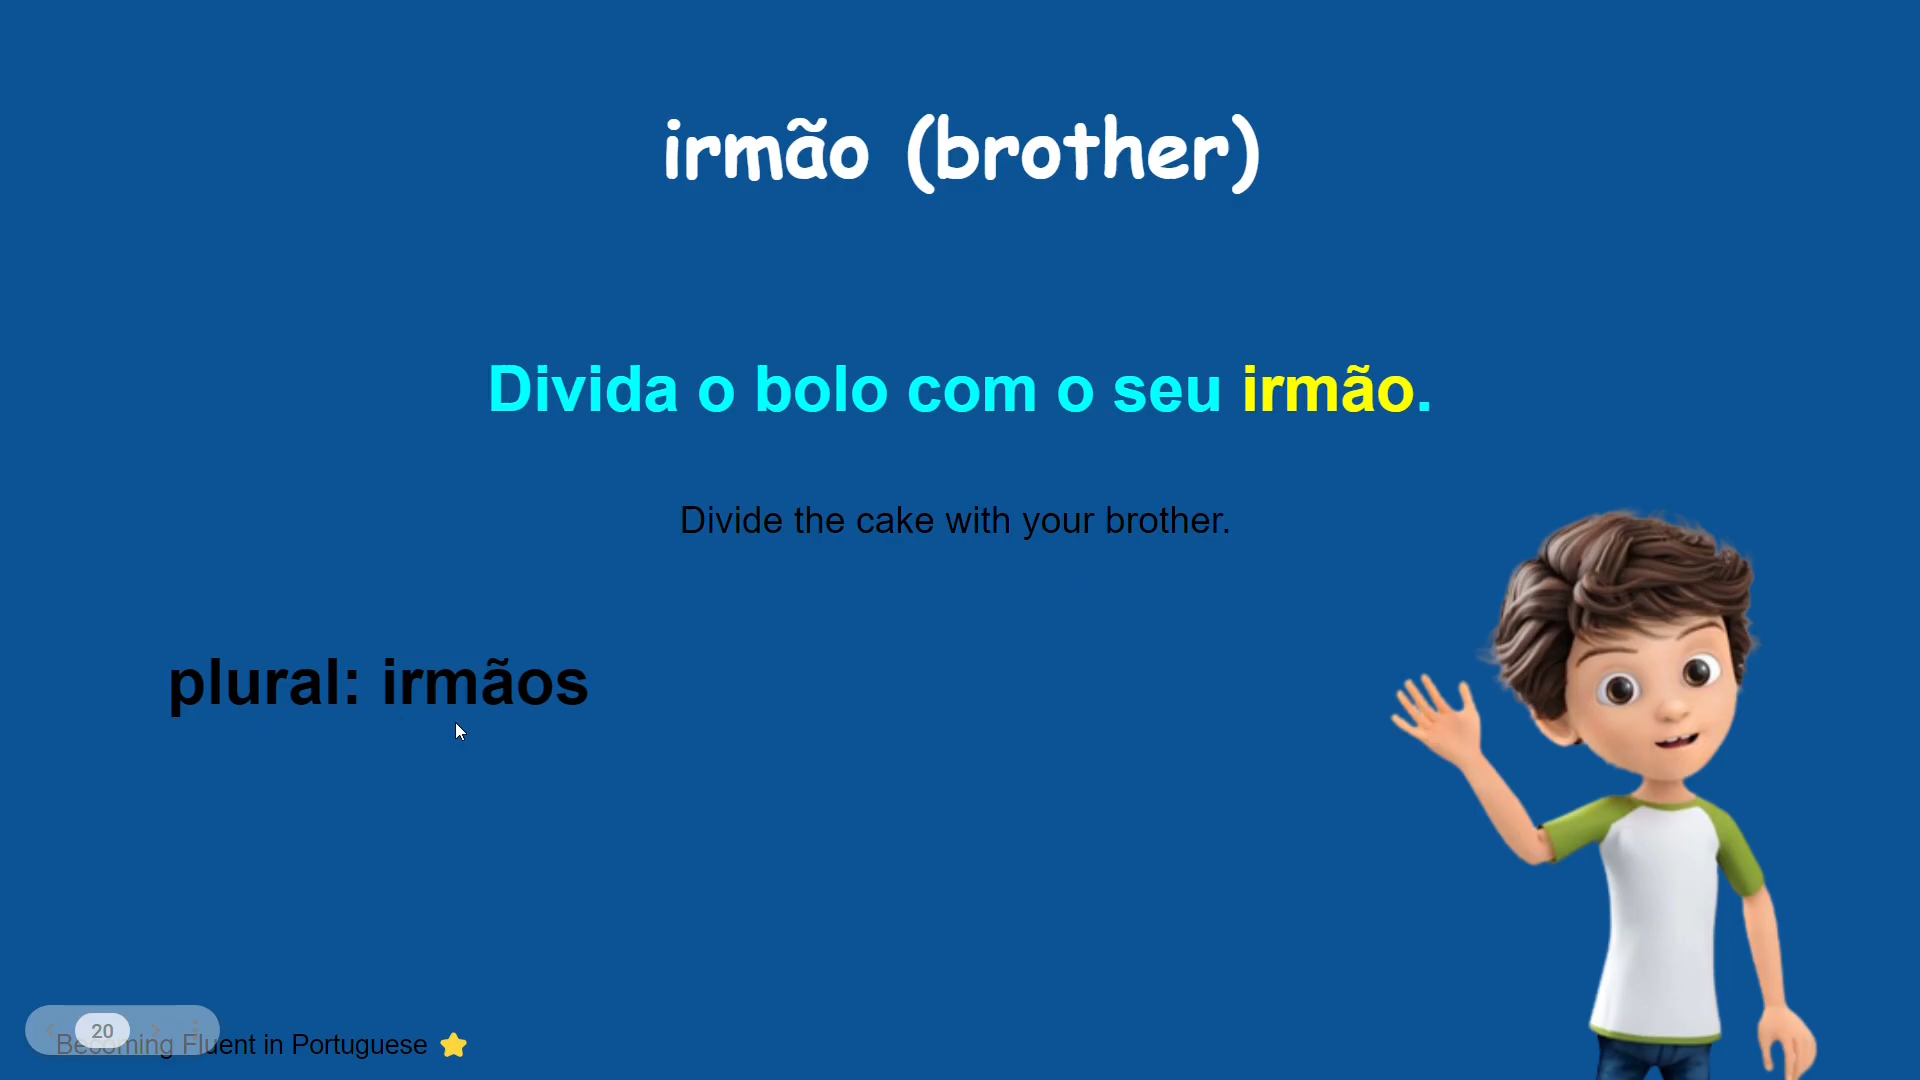 irmão (brother)
Divida o bolo com o seu irmão.
Divide the cake with your brother.
plural: irmãos
20
Becoming Fluent in Portuguese